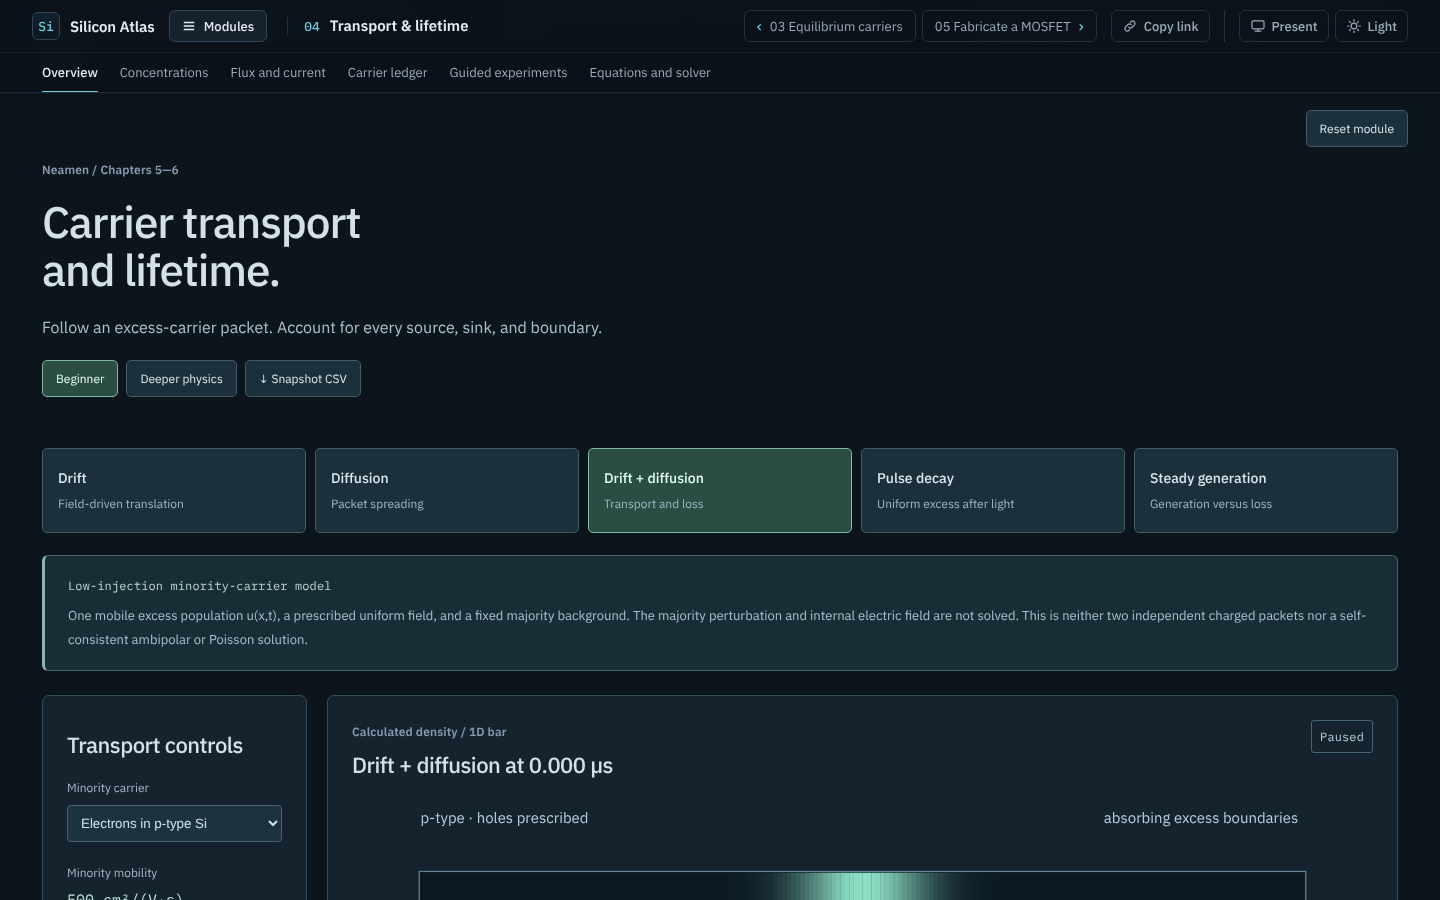 Si Silicon Atlas Modules 04 Transport & lifetime ‹ 03 Equilibrium carriers 05 Fabricate a MOSFET › Copy link Present Light
Overview Concentrations Flux and current Carrier ledger Guided experiments Equations and solver
Reset module
Neamen / Chapters 5—6
Carrier transport
and lifetime.
Follow an excess-carrier packet. Account for every source, sink, and boundary.
Beginner Deeper physics ↓ Snapshot CSV
Drift Diffusion Drift + diffusion Pulse decay Steady generation
Field-driven translation Packet spreading Transport and loss Uniform excess after light Generation versus loss
Low-injection minority-carrier model
One mobile excess population u(x,t), a prescribed uniform field, and a fixed majority background. The majority perturbation and internal electric field are not solved. This is neither two independent charged packets nor a self-
consistent ambipolar or Poisson solution.
Transport controls
Minority carrier
Electrons in p-type Si
Minority mobility
500 cm²/(V·s)
Calculated density / 1D bar
Paused
Drift + diffusion at 0.000 µs
p-type · holes prescribed absorbing excess boundaries